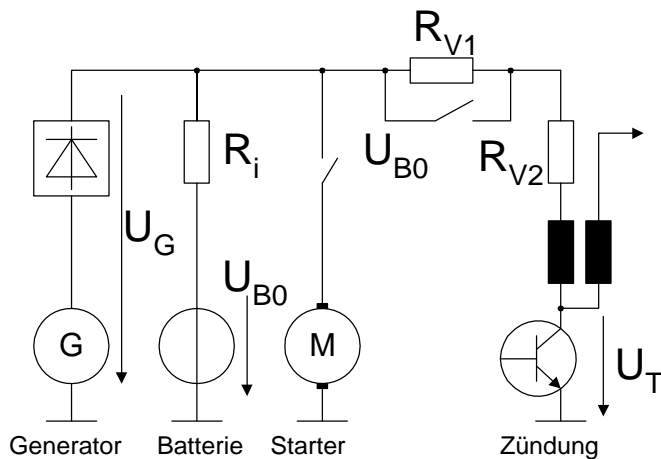 R_V1
R_i
U_B0
R_V2
U_G
U_B0
G
M
U_T
Generator
Batterie
Starter
Zündung